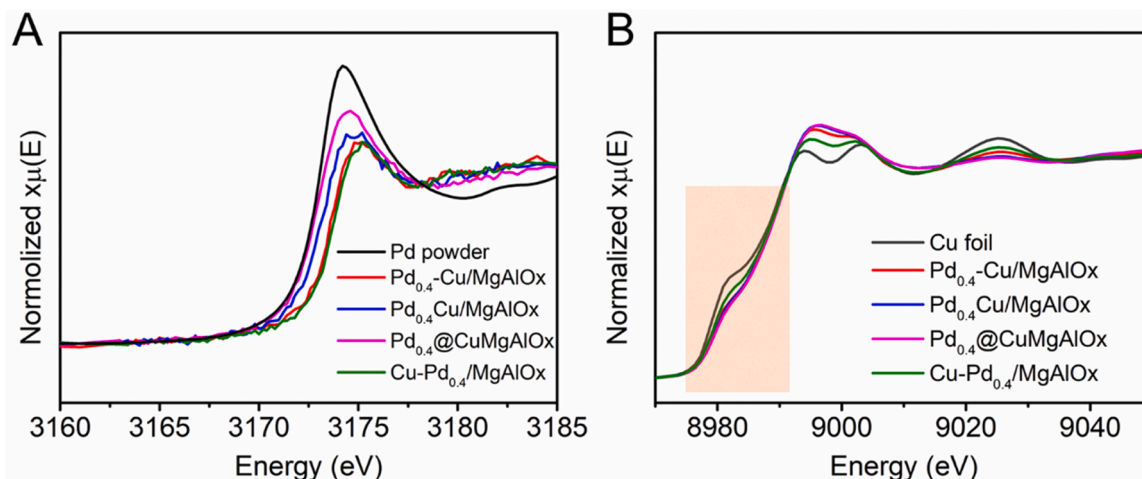 A
Normolized xμ(E)
Pd powder
Pd0.4-Cu/MgAlOx
Pd0.4Cu/MgAlOx
Pd0.4@CuMgAlOx
Cu-Pd0.4/MgAlOx
3160 3165 3170 3175 3180 3185
Energy (eV)
B
Normalized xμ(E)
Cu foil
Pd0.4-Cu/MgAlOx
Pd0.4Cu/MgAlOx
Pd0.4@CuMgAlOx
Cu-Pd0.4/MgAlOx
8980 9000 9020 9040
Energy (eV)